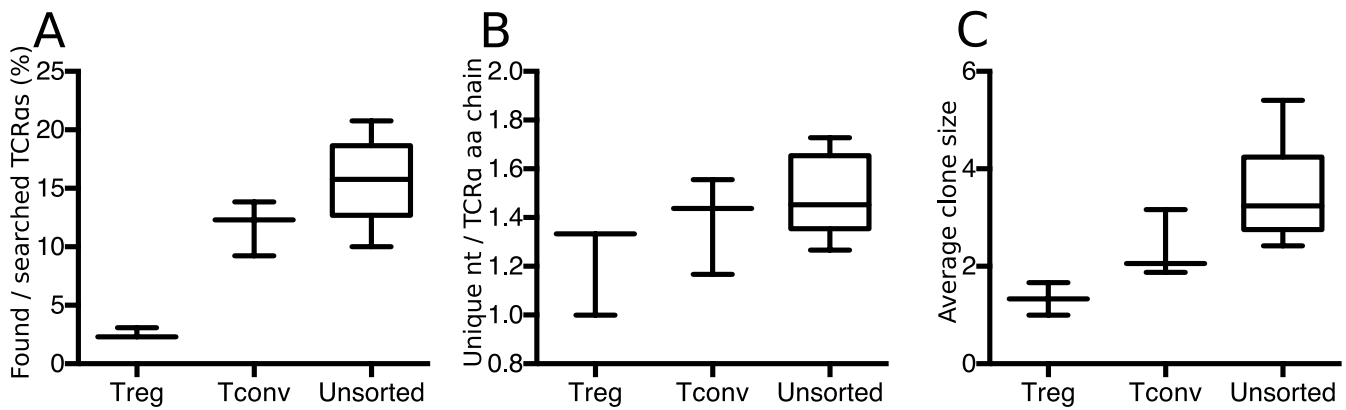 A
Found / searched TCRαs (%)
25
20
15
10
5
0
Treg Tconv Unsorted
B
Unique nt / TCRα aa chain
2.0
1.8
1.6
1.4
1.2
1.0
0.8
Treg Tconv Unsorted
C
Average clone size
6
4
2
0
Treg Tconv Unsorted